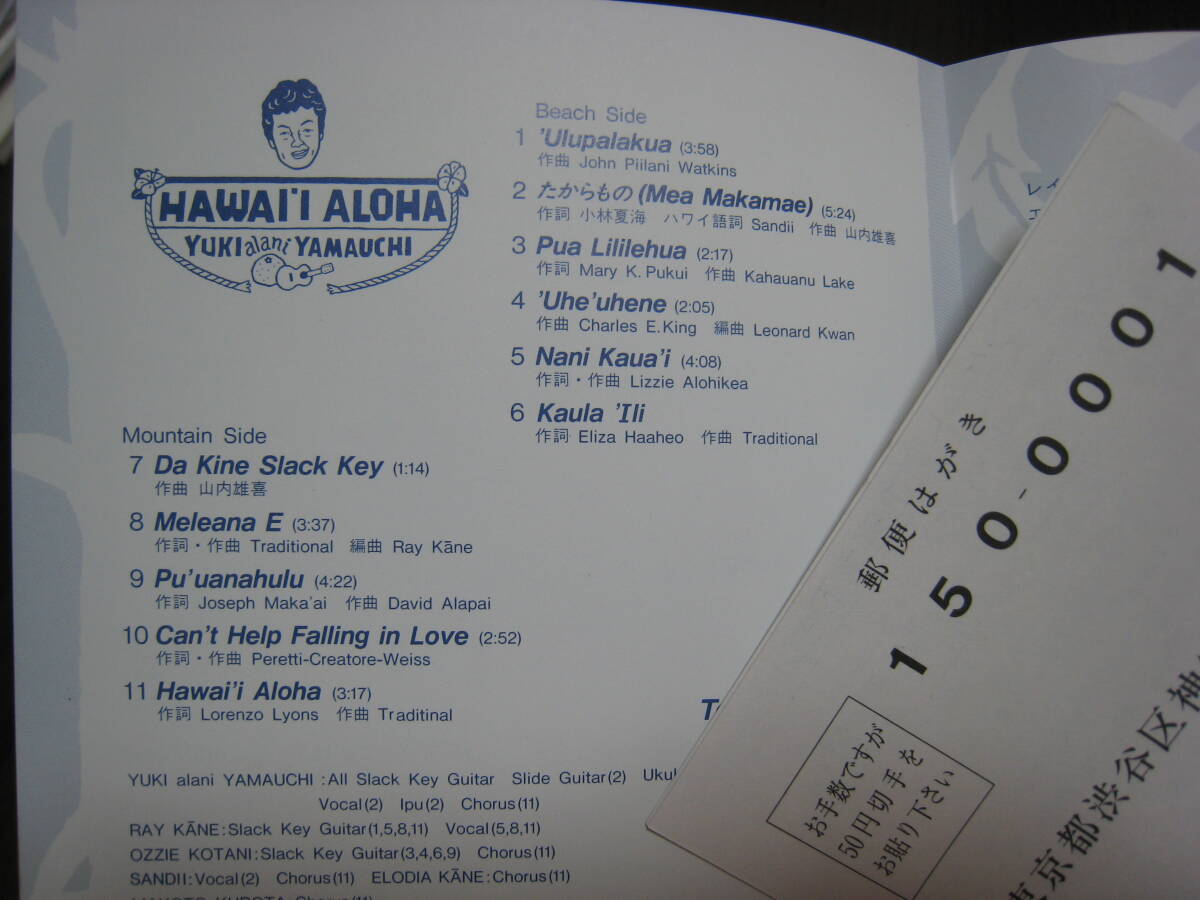 HAWAI'I ALOHA
YUKI alani YAMAUCHI
Beach Side
1 'Ulupalakua (3:58)
作曲 John Piilani Watkins
2 たからもの (Mea Makamae) (5:24)
作詞 小林夏海 ハワイ語詞 Sandii 作曲 山内雄喜
3 Pua Lililehua (2:17)
作詞 Mary K. Pukui 作曲 Kahauanu Lake
4 'Uhe'uhene (2:05)
作曲 Charles E.King 編曲 Leonard Kwan
5 Nani Kaua'i (4:08)
作詞・作曲 Lizzie Alohikea
6 Kaula 'Ili
作詞 Eliza Haaheo 作曲 Traditional
Mountain Side
7 Da Kine Slack Key (1:14)
作曲 山内雄喜
8 Meleana E (3:37)
作詞・作曲 Traditional 編曲 Ray Kāne
9 Pu'uanahulu (4:22)
作詞 Joseph Maka'ai 作曲 David Alapai
10 Can't Help Falling in Love (2:52)
作詞・作曲 Peretti-Creatore-Weiss
11 Hawai'i Aloha (3:17)
作詞 Lorenzo Lyons 作曲 Traditinal
T
YUKI alani YAMAUCHI :All Slack Key Guitar Slide Guitar(2) Ukul
Vocal(2) Ipu(2) Chorus(11)
RAY KĀNE:Slack Key Guitar(1,5,8,11) Vocal(5,8,11)
OZZIE KOTANI:Slack Key Guitar(3,4,6,9) Chorus(11)
SANDII:Vocal(2) Chorus(11) ELODIA KĀNE:Chorus(11)
MAKOTO KUBOTA:Chorus(11)
郵便はがき
150-0001
お手数ですが
50円切手を
お貼り下さい
東京都渋谷区神